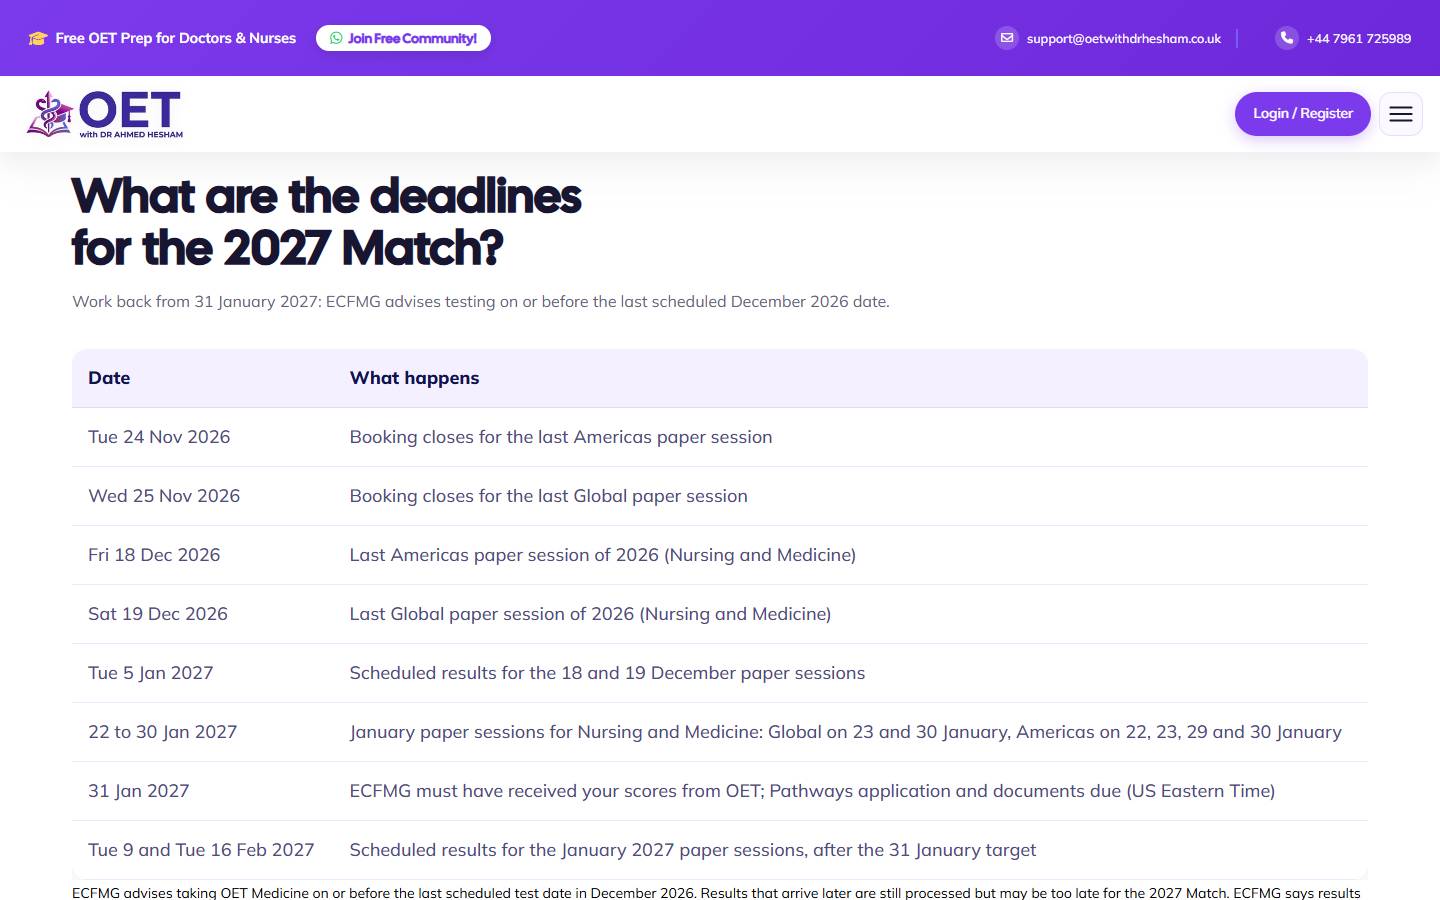 Free OET Prep for Doctors & Nurses Join Free Community! support@oetwithdrhesham.co.uk +44 7961 725989
OET
with DR AHMED HESHAM
Login / Register
What are the deadlines
for the 2027 Match?
Work back from 31 January 2027: ECFMG advises testing on or before the last scheduled December 2026 date.
Date What happens
Tue 24 Nov 2026 Booking closes for the last Americas paper session
Wed 25 Nov 2026 Booking closes for the last Global paper session
Fri 18 Dec 2026 Last Americas paper session of 2026 (Nursing and Medicine)
Sat 19 Dec 2026 Last Global paper session of 2026 (Nursing and Medicine)
Tue 5 Jan 2027 Scheduled results for the 18 and 19 December paper sessions
22 to 30 Jan 2027 January paper sessions for Nursing and Medicine: Global on 23 and 30 January, Americas on 22, 23, 29 and 30 January
31 Jan 2027 ECFMG must have received your scores from OET; Pathways application and documents due (US Eastern Time)
Tue 9 and Tue 16 Feb 2027 Scheduled results for the January 2027 paper sessions, after the 31 January target
ECFMG advises taking OET Medicine on or before the last scheduled test date in December 2026. Results that arrive later are still processed but may be too late for the 2027 Match. ECFMG says results